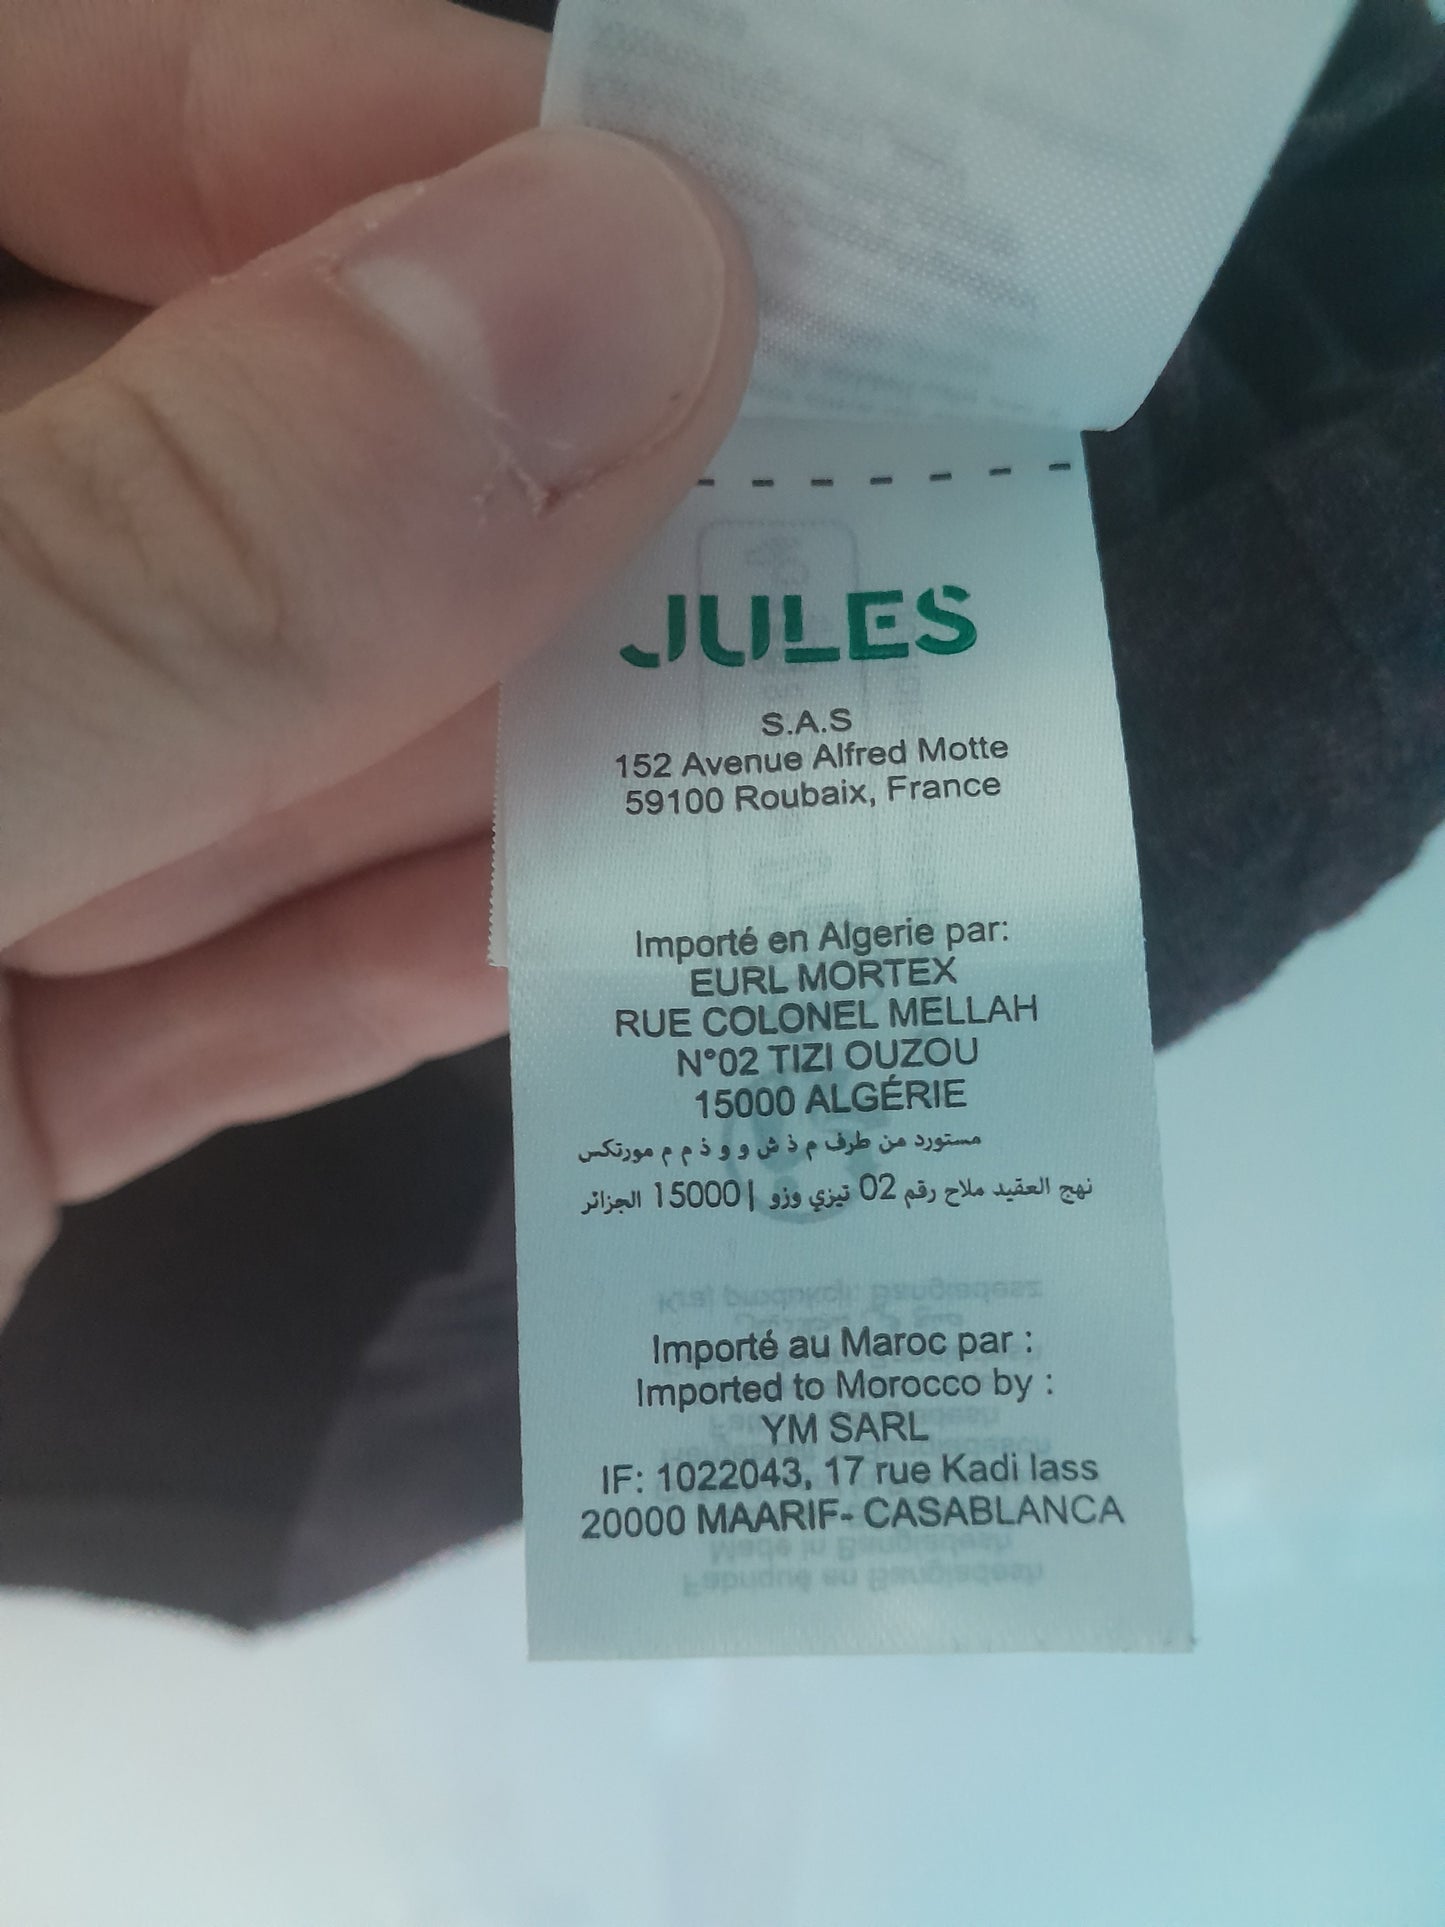 JULES
S.A.S
152 Avenue Alfred Motte
59100 Roubaix, France
Importé en Algerie par:
EURL MORTEX
RUE COLONEL MELLAH
N°02 TIZI OUZOU
15000 ALGÉRIE
مستورد من طرف م ذ ش و و ذ م م مورتكس
نهج العقيد ملاح رقم 02 تيزي وزو | 15000 الجزائر
Importé au Maroc par :
Imported to Morocco by :
YM SARL
IF: 1022043, 17 rue Kadi Iass
20000 MAARIF- CASABLANCA